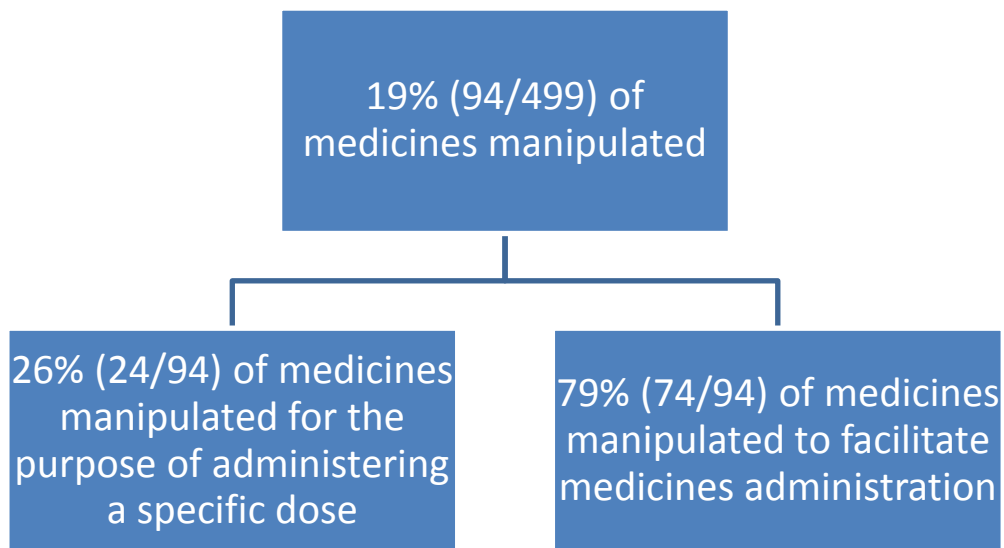 19% (94/499) of
medicines manipulated
26% (24/94) of medicines
manipulated for the
purpose of administering
a specific dose
79% (74/94) of medicines
manipulated to facilitate
medicines administration